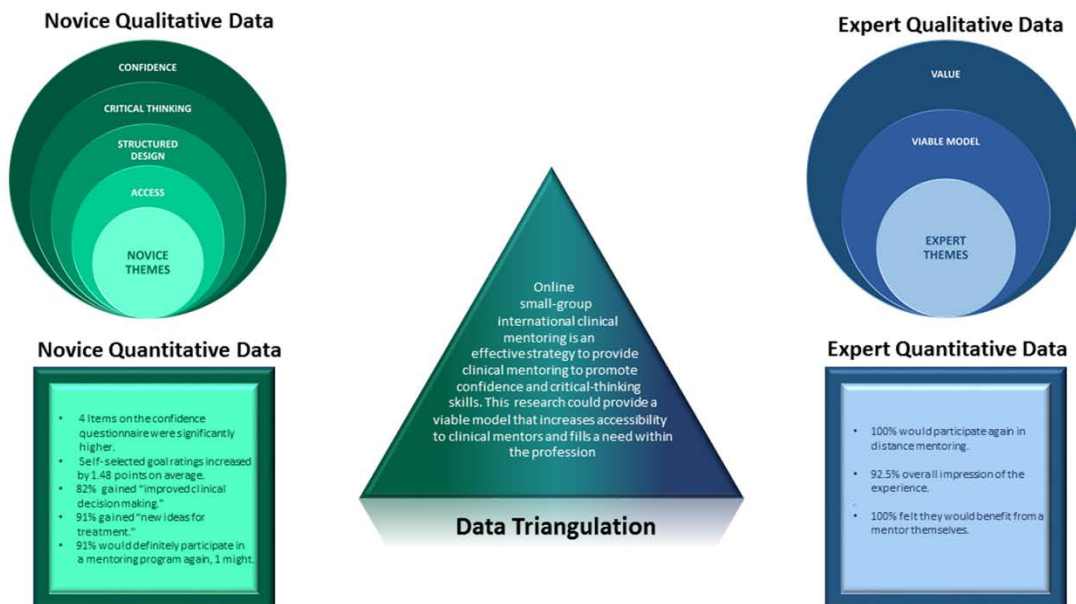 Novice Qualitative Data
CONFIDENCE
CRITICAL THINKING
STRUCTURED
DESIGN
ACCESS
NOVICE
THEMES
Novice Quantitative Data
• 4 Items on the confidence
questionnaire were significantly
higher.
• Self- selected goal ratings increased
by 1.48 points on average.
• 82% gained “improved clinical
decision making.”
• 91% gained “new ideas for
treatment.”
• 91% would definitely participate in
a mentoring program again, 1 might.
Online
small-group
international clinical
mentoring is an
effective strategy to provide
clinical mentoring to promote
confidence and critical-thinking
skills. This research could provide a
viable model that increases accessibility
to clinical mentors and fills a need within
the profession
Data Triangulation
Expert Qualitative Data
VALUE
VIABLE MODEL
EXPERT
THEMES
Expert Quantitative Data
• 100% would participate again in
distance mentoring.
• 92.5% overall impression of the
experience.
.
• 100% felt they would benefit from a
mentor themselves.